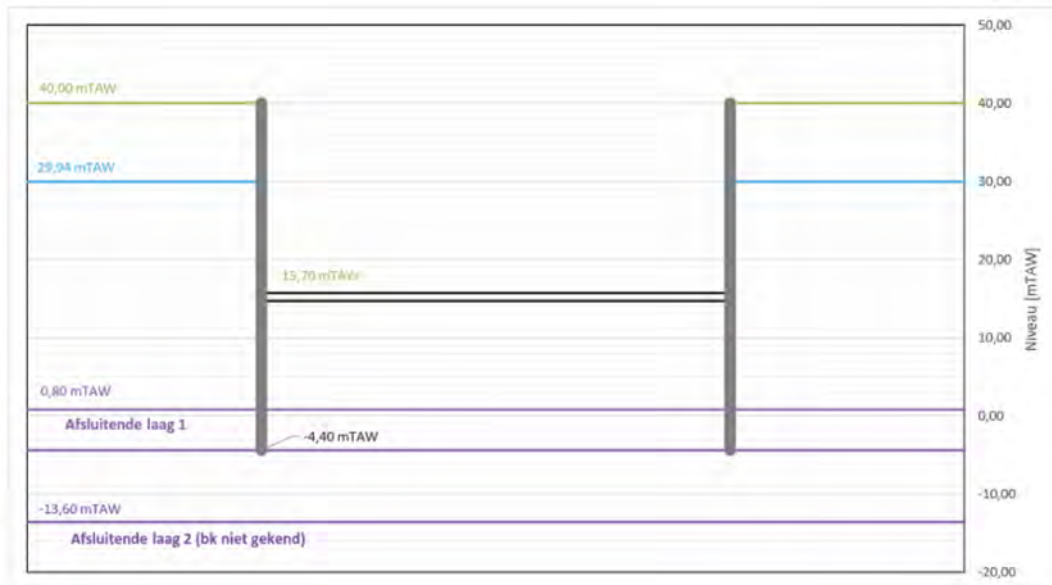 50,00
40,00 mTAW
40,00
29,94 mTAW
30,00
20,00
15,70 mTAW
10,00
Niveau [mTAW]
0,80 mTAW
0,00
Afsluitende laag 1
-4,40 mTAW
-10,00
-13,60 mTAW
Afsluitende laag 2 (bk niet gekend)
-20,00